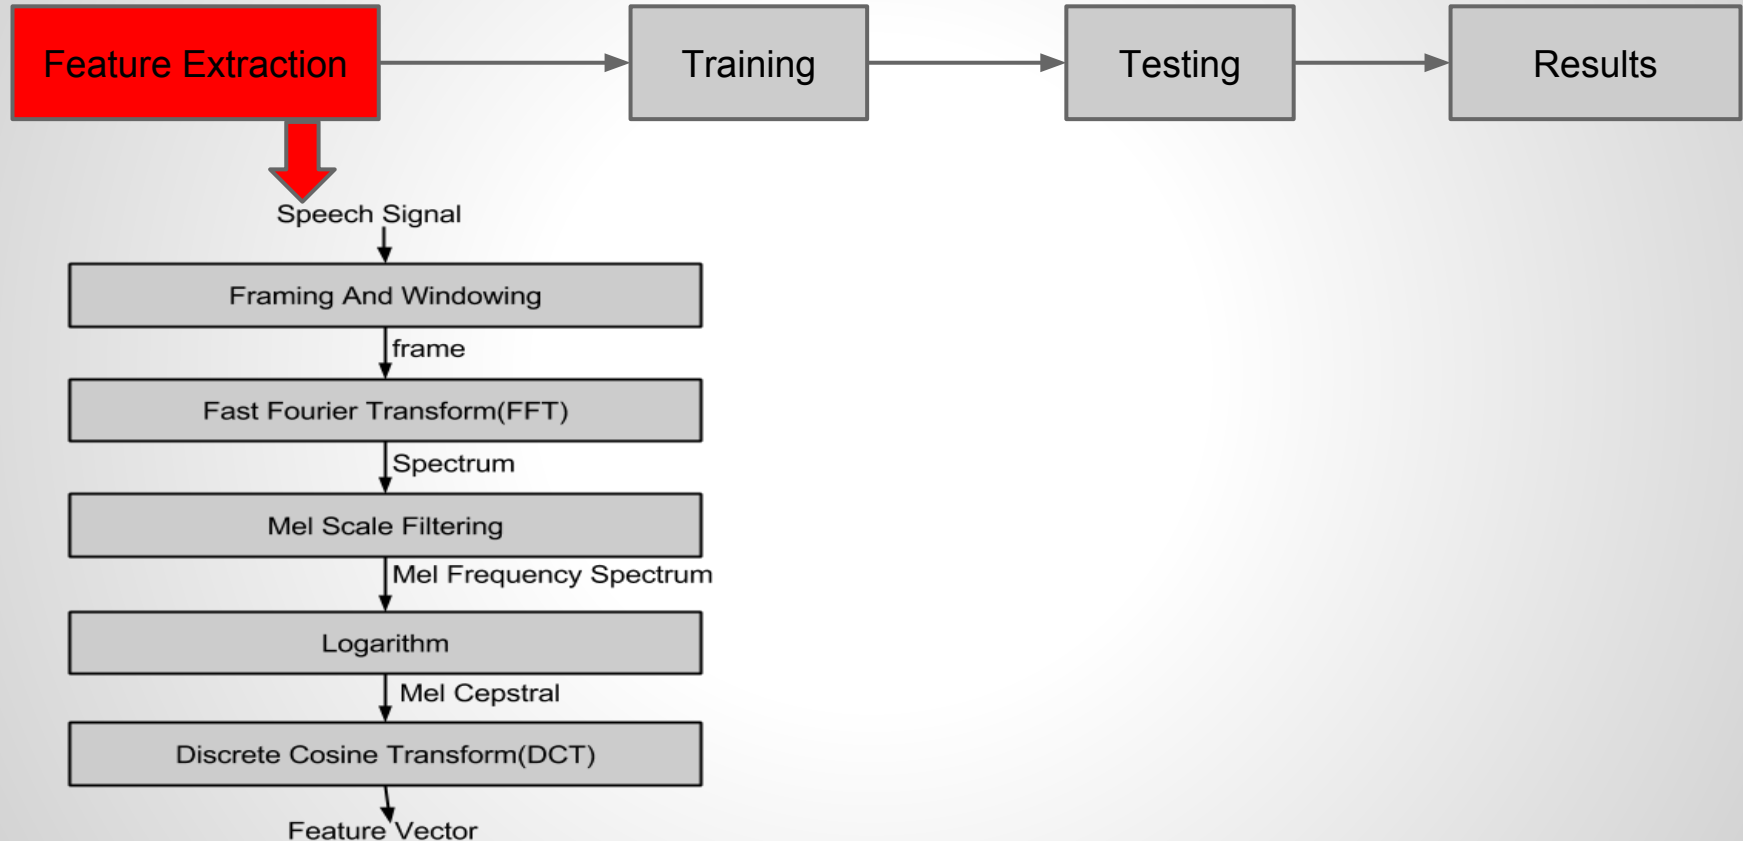 Feature Extraction
Training
Testing
Results
Speech Signal
Framing And Windowing
frame
Fast Fourier Transform(FFT)
Spectrum
Mel Scale Filtering
Mel Frequency Spectrum
Logarithm
Mel Cepstral
Discrete Cosine Transform(DCT)
Feature Vector